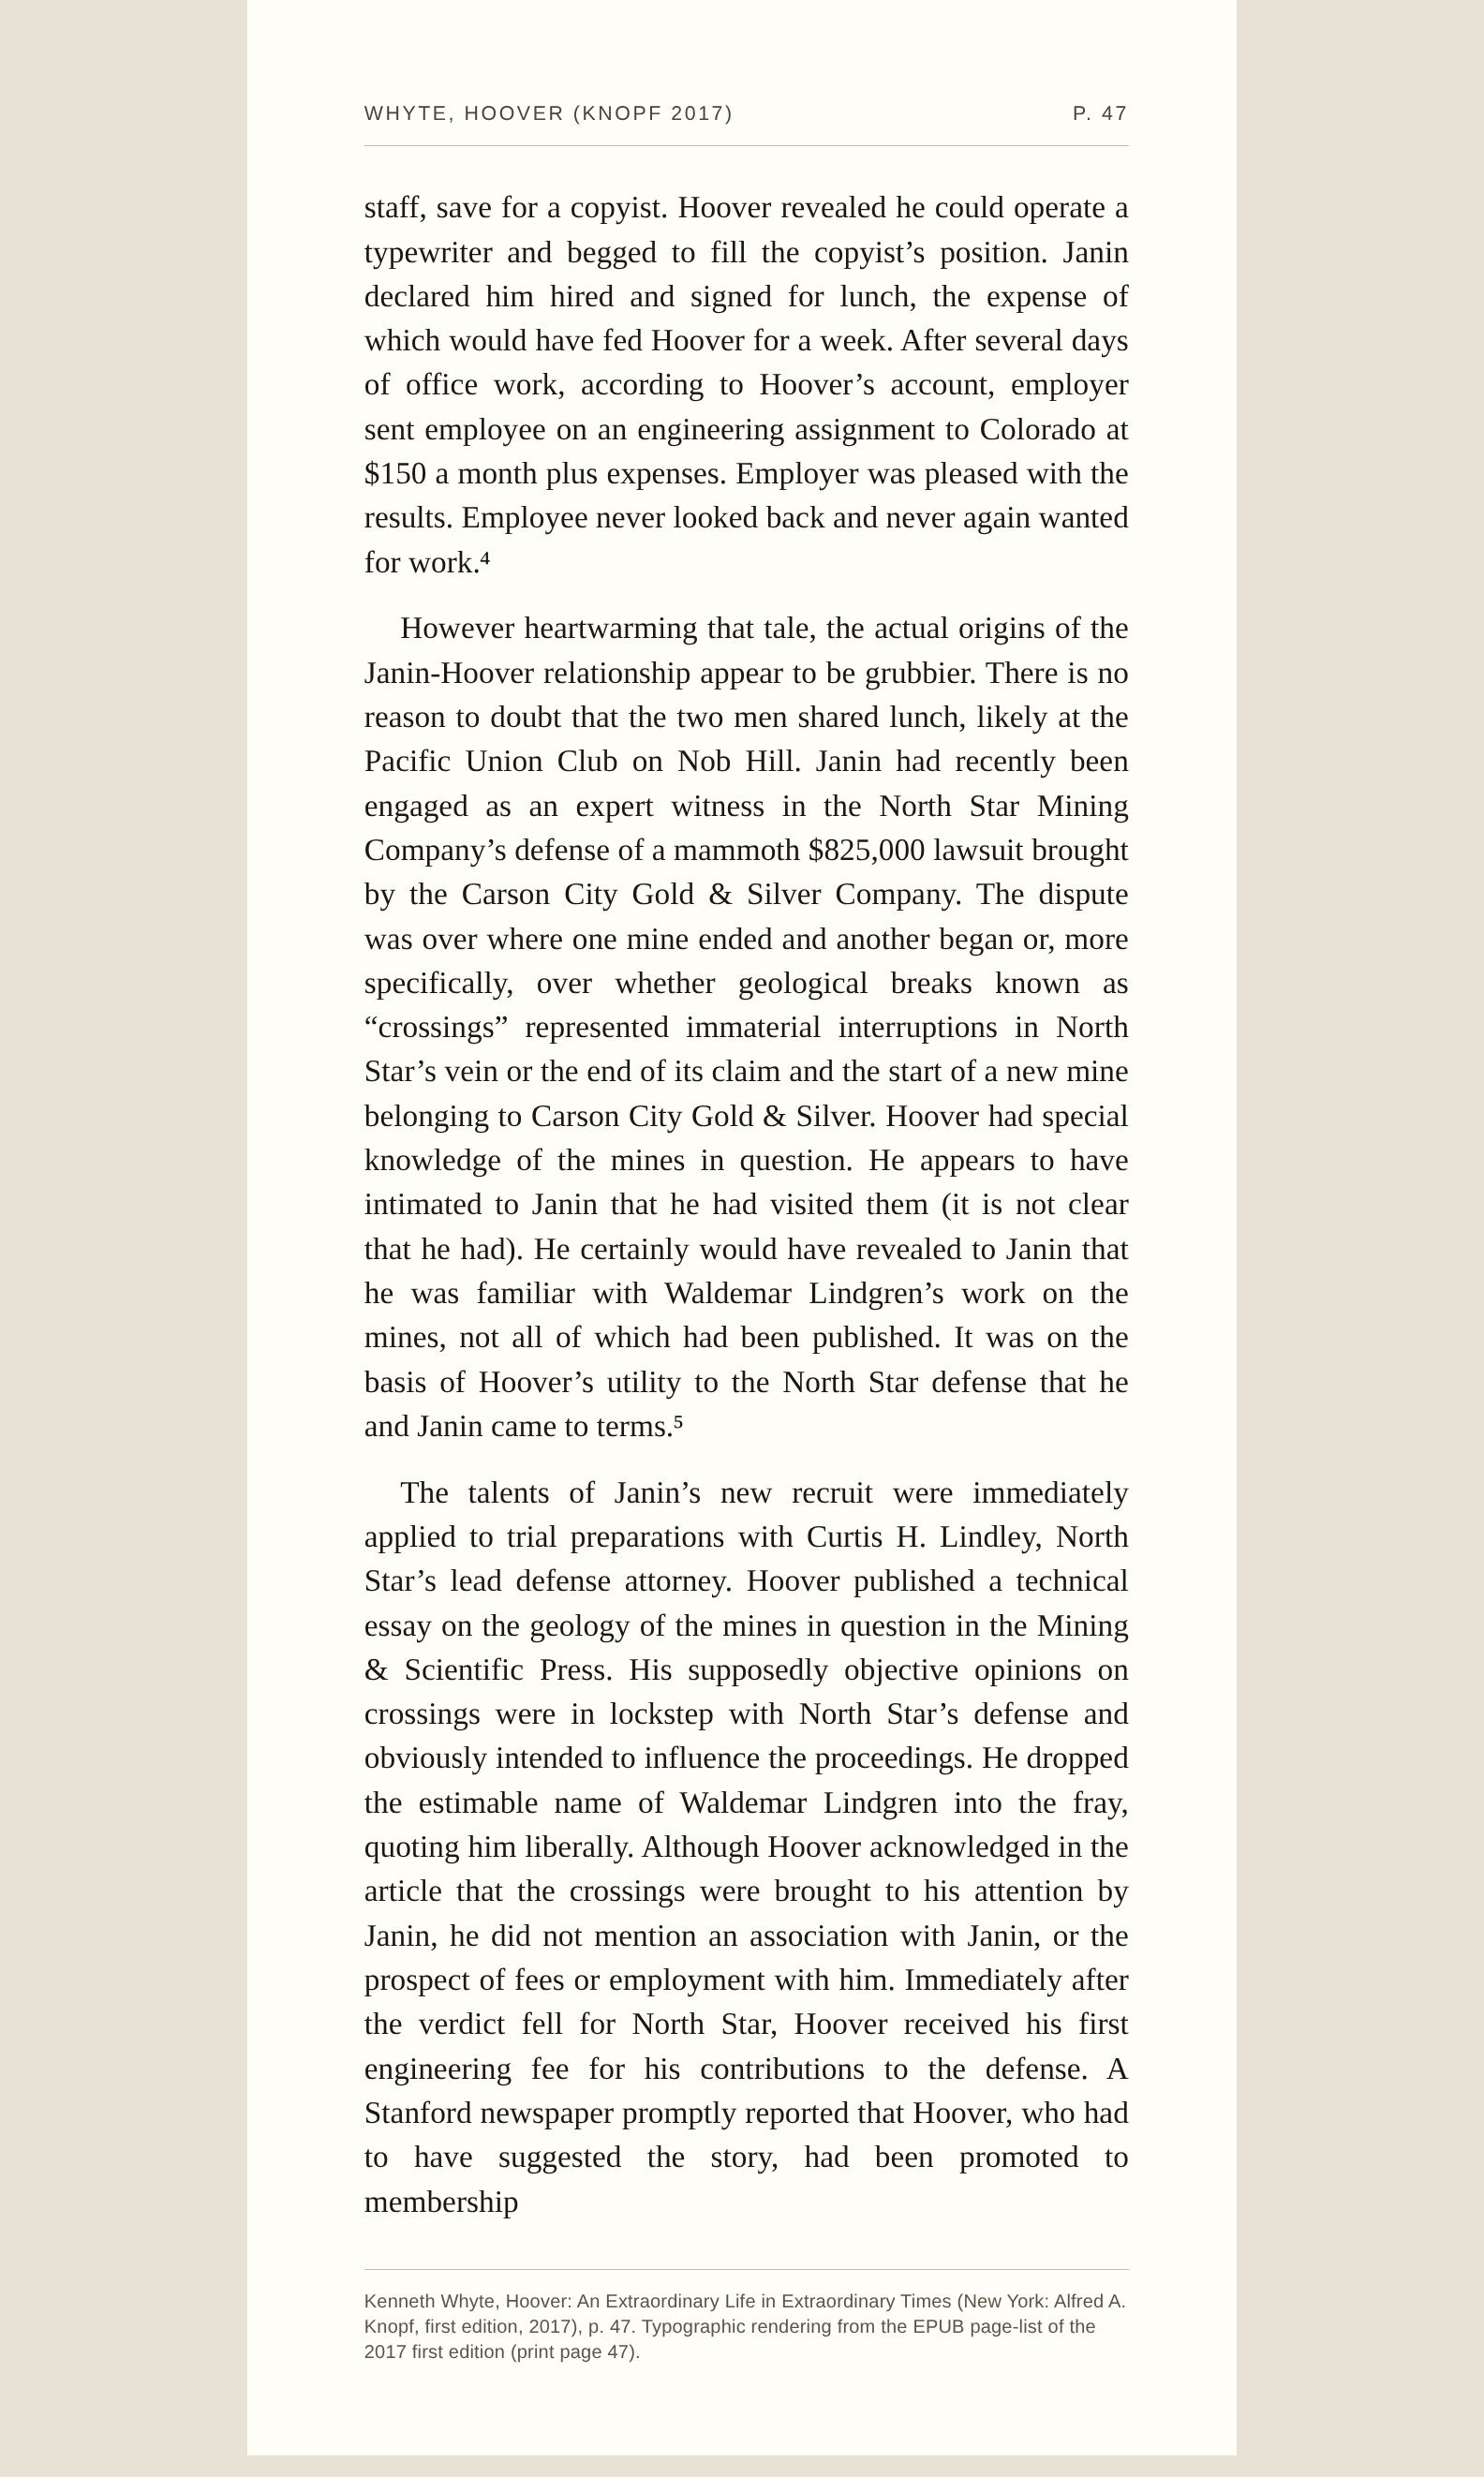 WHYTE, HOOVER (KNOPF 2017) P. 47
staff, save for a copyist. Hoover revealed he could operate a
typewriter and begged to fill the copyist’s position. Janin
declared him hired and signed for lunch, the expense of
which would have fed Hoover for a week. After several days
of office work, according to Hoover’s account, employer
sent employee on an engineering assignment to Colorado at
$150 a month plus expenses. Employer was pleased with the
results. Employee never looked back and never again wanted
for work.⁴
However heartwarming that tale, the actual origins of the
Janin-Hoover relationship appear to be grubbier. There is no
reason to doubt that the two men shared lunch, likely at the
Pacific Union Club on Nob Hill. Janin had recently been
engaged as an expert witness in the North Star Mining
Company’s defense of a mammoth $825,000 lawsuit brought
by the Carson City Gold & Silver Company. The dispute
was over where one mine ended and another began or, more
specifically, over whether geological breaks known as
“crossings” represented immaterial interruptions in North
Star’s vein or the end of its claim and the start of a new mine
belonging to Carson City Gold & Silver. Hoover had special
knowledge of the mines in question. He appears to have
intimated to Janin that he had visited them (it is not clear
that he had). He certainly would have revealed to Janin that
he was familiar with Waldemar Lindgren’s work on the
mines, not all of which had been published. It was on the
basis of Hoover’s utility to the North Star defense that he
and Janin came to terms.⁵
The talents of Janin’s new recruit were immediately
applied to trial preparations with Curtis H. Lindley, North
Star’s lead defense attorney. Hoover published a technical
essay on the geology of the mines in question in the Mining
& Scientific Press. His supposedly objective opinions on
crossings were in lockstep with North Star’s defense and
obviously intended to influence the proceedings. He dropped
the estimable name of Waldemar Lindgren into the fray,
quoting him liberally. Although Hoover acknowledged in the
article that the crossings were brought to his attention by
Janin, he did not mention an association with Janin, or the
prospect of fees or employment with him. Immediately after
the verdict fell for North Star, Hoover received his first
engineering fee for his contributions to the defense. A
Stanford newspaper promptly reported that Hoover, who had
to have suggested the story, had been promoted to
membership
Kenneth Whyte, Hoover: An Extraordinary Life in Extraordinary Times (New York: Alfred A.
Knopf, first edition, 2017), p. 47. Typographic rendering from the EPUB page-list of the
2017 first edition (print page 47).